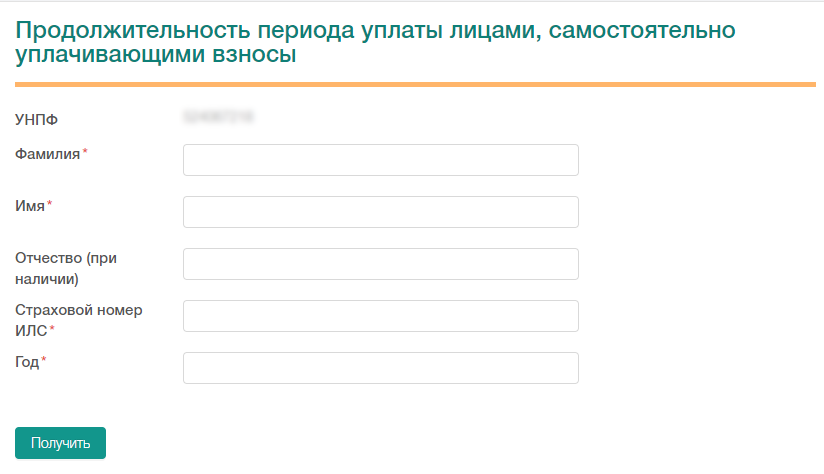 Продолжительность периода уплаты лицами, самостоятельно
уплачивающими взносы
УНПФ
Фамилия*
Имя*
Отчество (при
наличии)
Страховой номер
ИЛС*
Год*
Получить